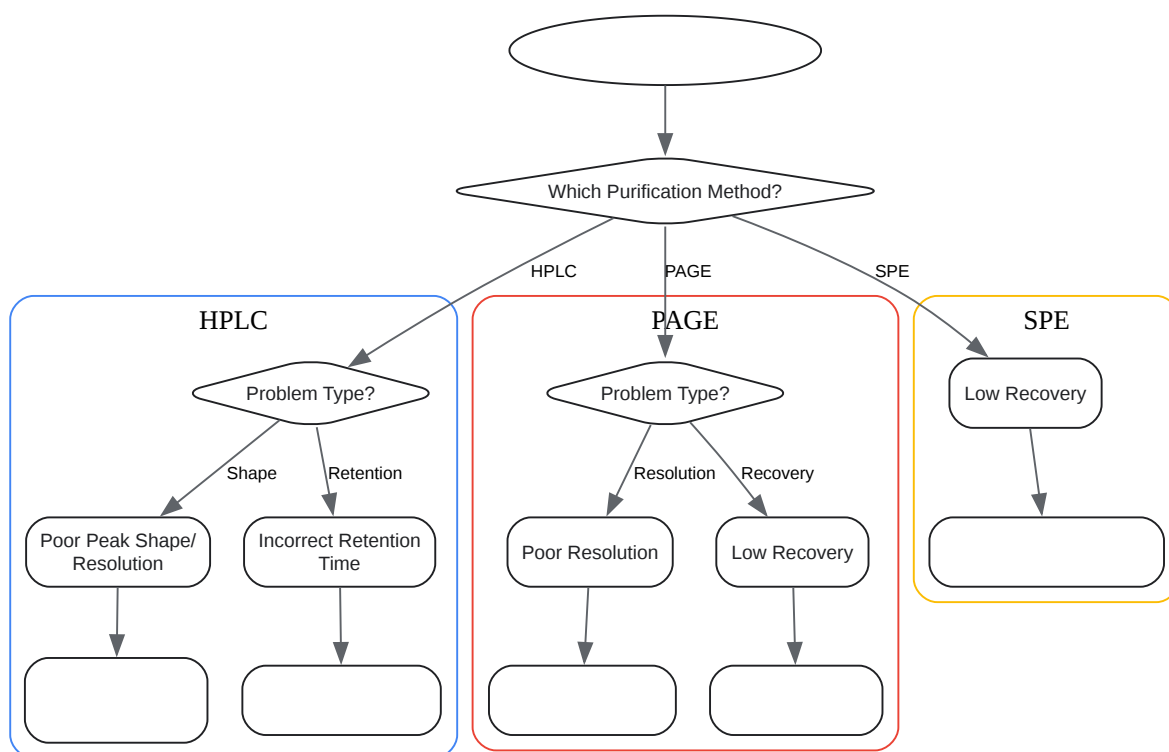 Which Purification Method?
HPLC
PAGE
SPE
HPLC
PAGE
SPE
Problem Type?
Problem Type?
Low Recovery
Shape
Retention
Resolution
Recovery
Poor Peak Shape/
Resolution
Incorrect Retention
Time
Poor Resolution
Low Recovery